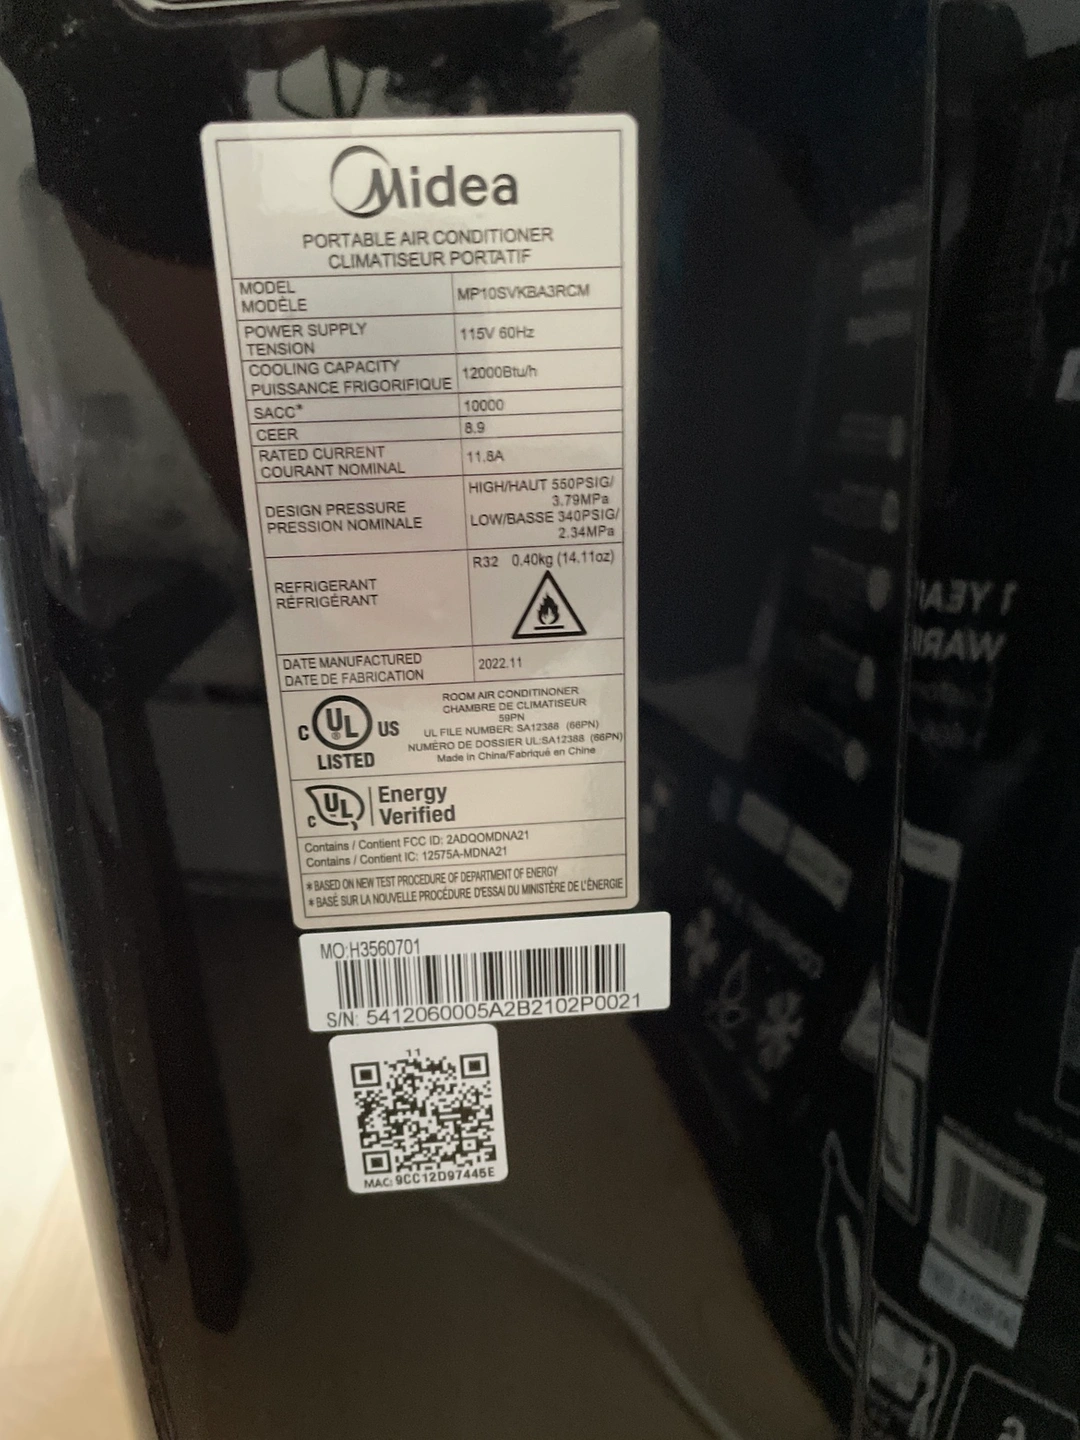 Midea
PORTABLE AIR CONDITIONER
CLIMATISEUR PORTATIF
MODEL
MODÈLE
MP10SVKBA3RCM
POWER SUPPLY
TENSION
115V 60Hz
COOLING CAPACITY
PUISSANCE FRIGORIFIQUE
12000Btu/h
SACC*
10000
CEER
8.9
RATED CURRENT
COURANT NOMINAL
11.8A
DESIGN PRESSURE
PRESSION NOMINALE
HIGH/HAUT 550PSIG/
3.79MPa
LOW/BASSE 340PSIG/
2.34MPa
REFRIGERANT
RÉFRIGÉRANT
R32 0.40kg (14.11oz)
DATE MANUFACTURED
DATE DE FABRICATION
2022.11
C UL ® US
LISTED
ROOM AIR CONDITINONER
CHAMBRE DE CLIMATISEUR
59PN
UL FILE NUMBER: SA12388 (66PN)
NUMÉRO DE DOSSIER UL:SA12388 (66PN)
Made in China/Fabriqué en Chine
C UL
Energy
Verified
Contains / Contient FCC ID: 2ADQOMDNA21
Contains / Contient IC: 12575A-MDNA21
* BASED ON NEW TEST PROCEDURE OF DEPARTMENT OF ENERGY
* BASÉ SUR LA NOUVELLE PROCÉDURE D'ESSAI DU MINISTÈRE DE L'ÉNERGIE
MO:H3560701
S/N: 5412060005A2B2102P0021
11
MAC: 9CC12D97445E
1 YEAR